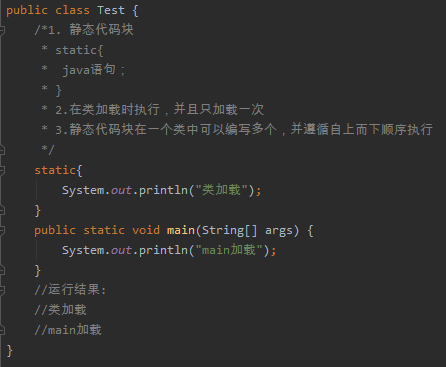 public class Test {
/*1. 静态代码块
* static{
* java语句；
* }
* 2.在类加载时执行，并且只加载一次
* 3.静态代码块在一个类中可以编写多个，并遵循自上而下顺序执行
*/
static{
System.out.println("类加载");
}
public static void main(String[] args) {
System.out.println("main加载");
}
//运行结果:
//类加载
//main加载
}